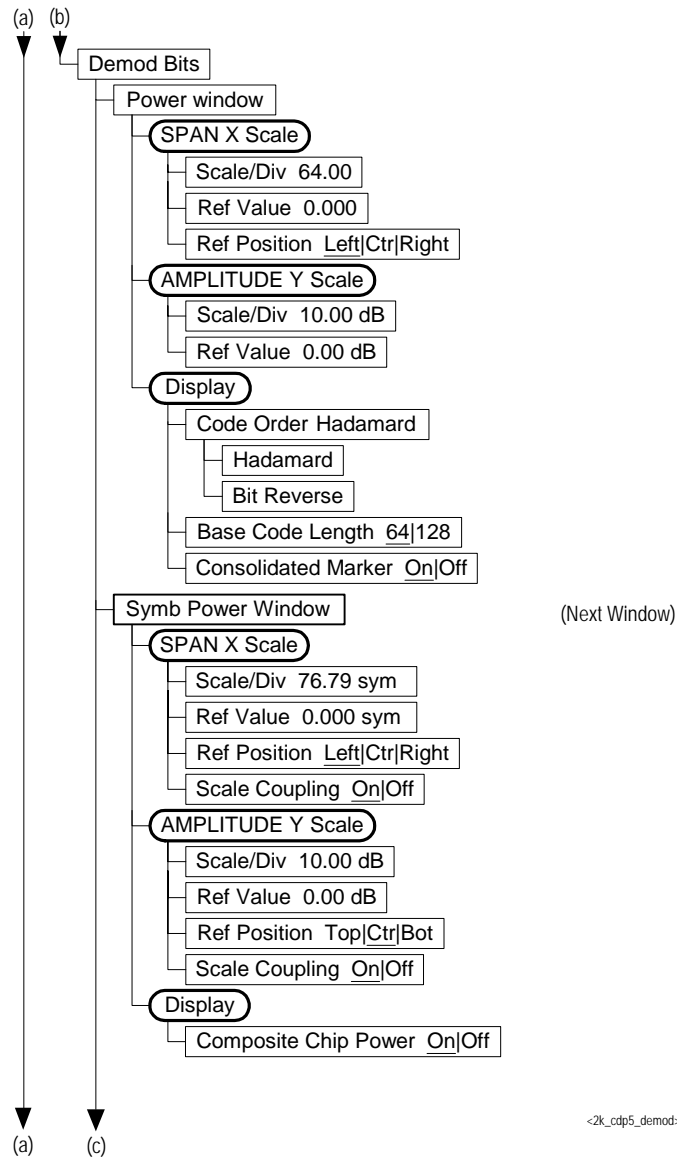 (a) (b)
Demod Bits
Power window
SPAN X Scale
Scale/Div 64.00
Ref Value 0.000
Ref Position Left|Ctr|Right
AMPLITUDE Y Scale
Scale/Div 10.00 dB
Ref Value 0.00 dB
Display
Code Order Hadamard
Hadamard
Bit Reverse
Base Code Length 64|128
Consolidated Marker On|Off
Symb Power Window (Next Window)
SPAN X Scale
Scale/Div 76.79 sym
Ref Value 0.000 sym
Ref Position Left|Ctr|Right
Scale Coupling On|Off
AMPLITUDE Y Scale
Scale/Div 10.00 dB
Ref Value 0.00 dB
Ref Position Top|Ctr|Bot
Scale Coupling On|Off
Display
Composite Chip Power On|Off
<2k_cdp5_demod:
(a) (c)